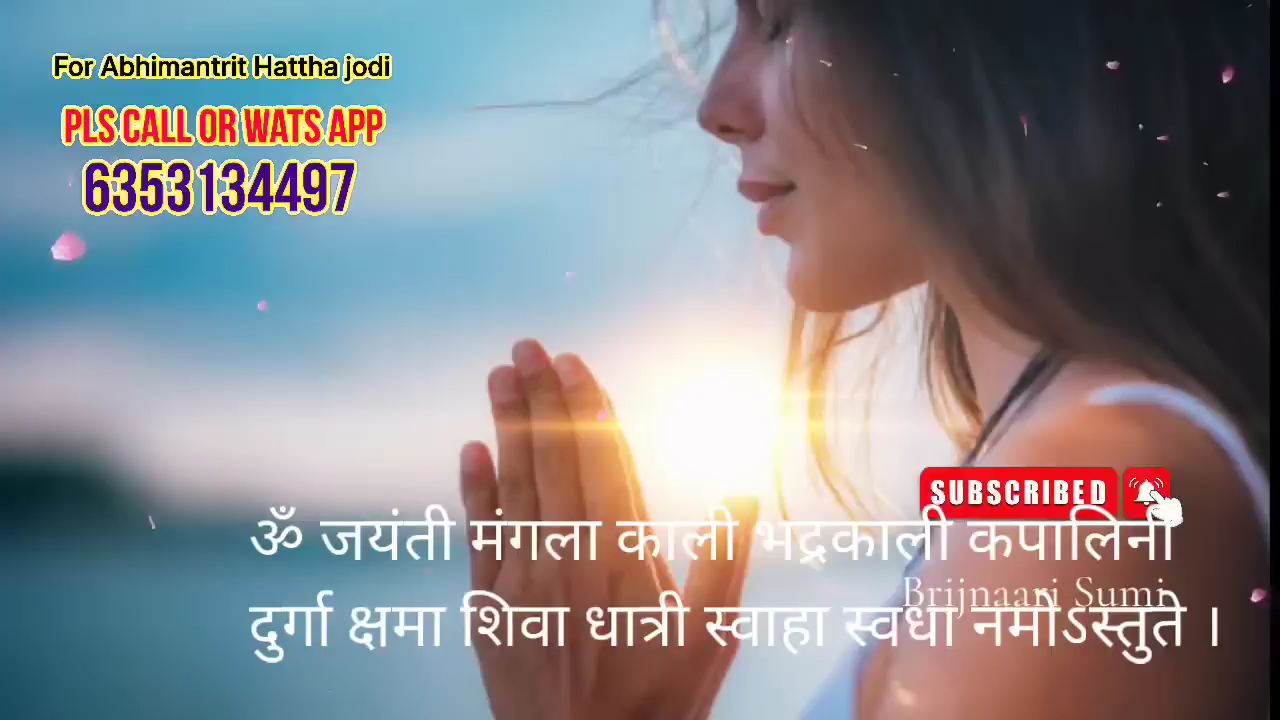 For Abhimantrit Hattha jodi
PLS CALL OR WATS APP
6353134497
SUBSCRIBED
ॐ जयंती मंगला काली भद्रकाली कपालिनी
Brijnaari Sumi
दुर्गा क्षमा शिवा धात्री स्वाहा स्वधा नमोऽस्तुते ।